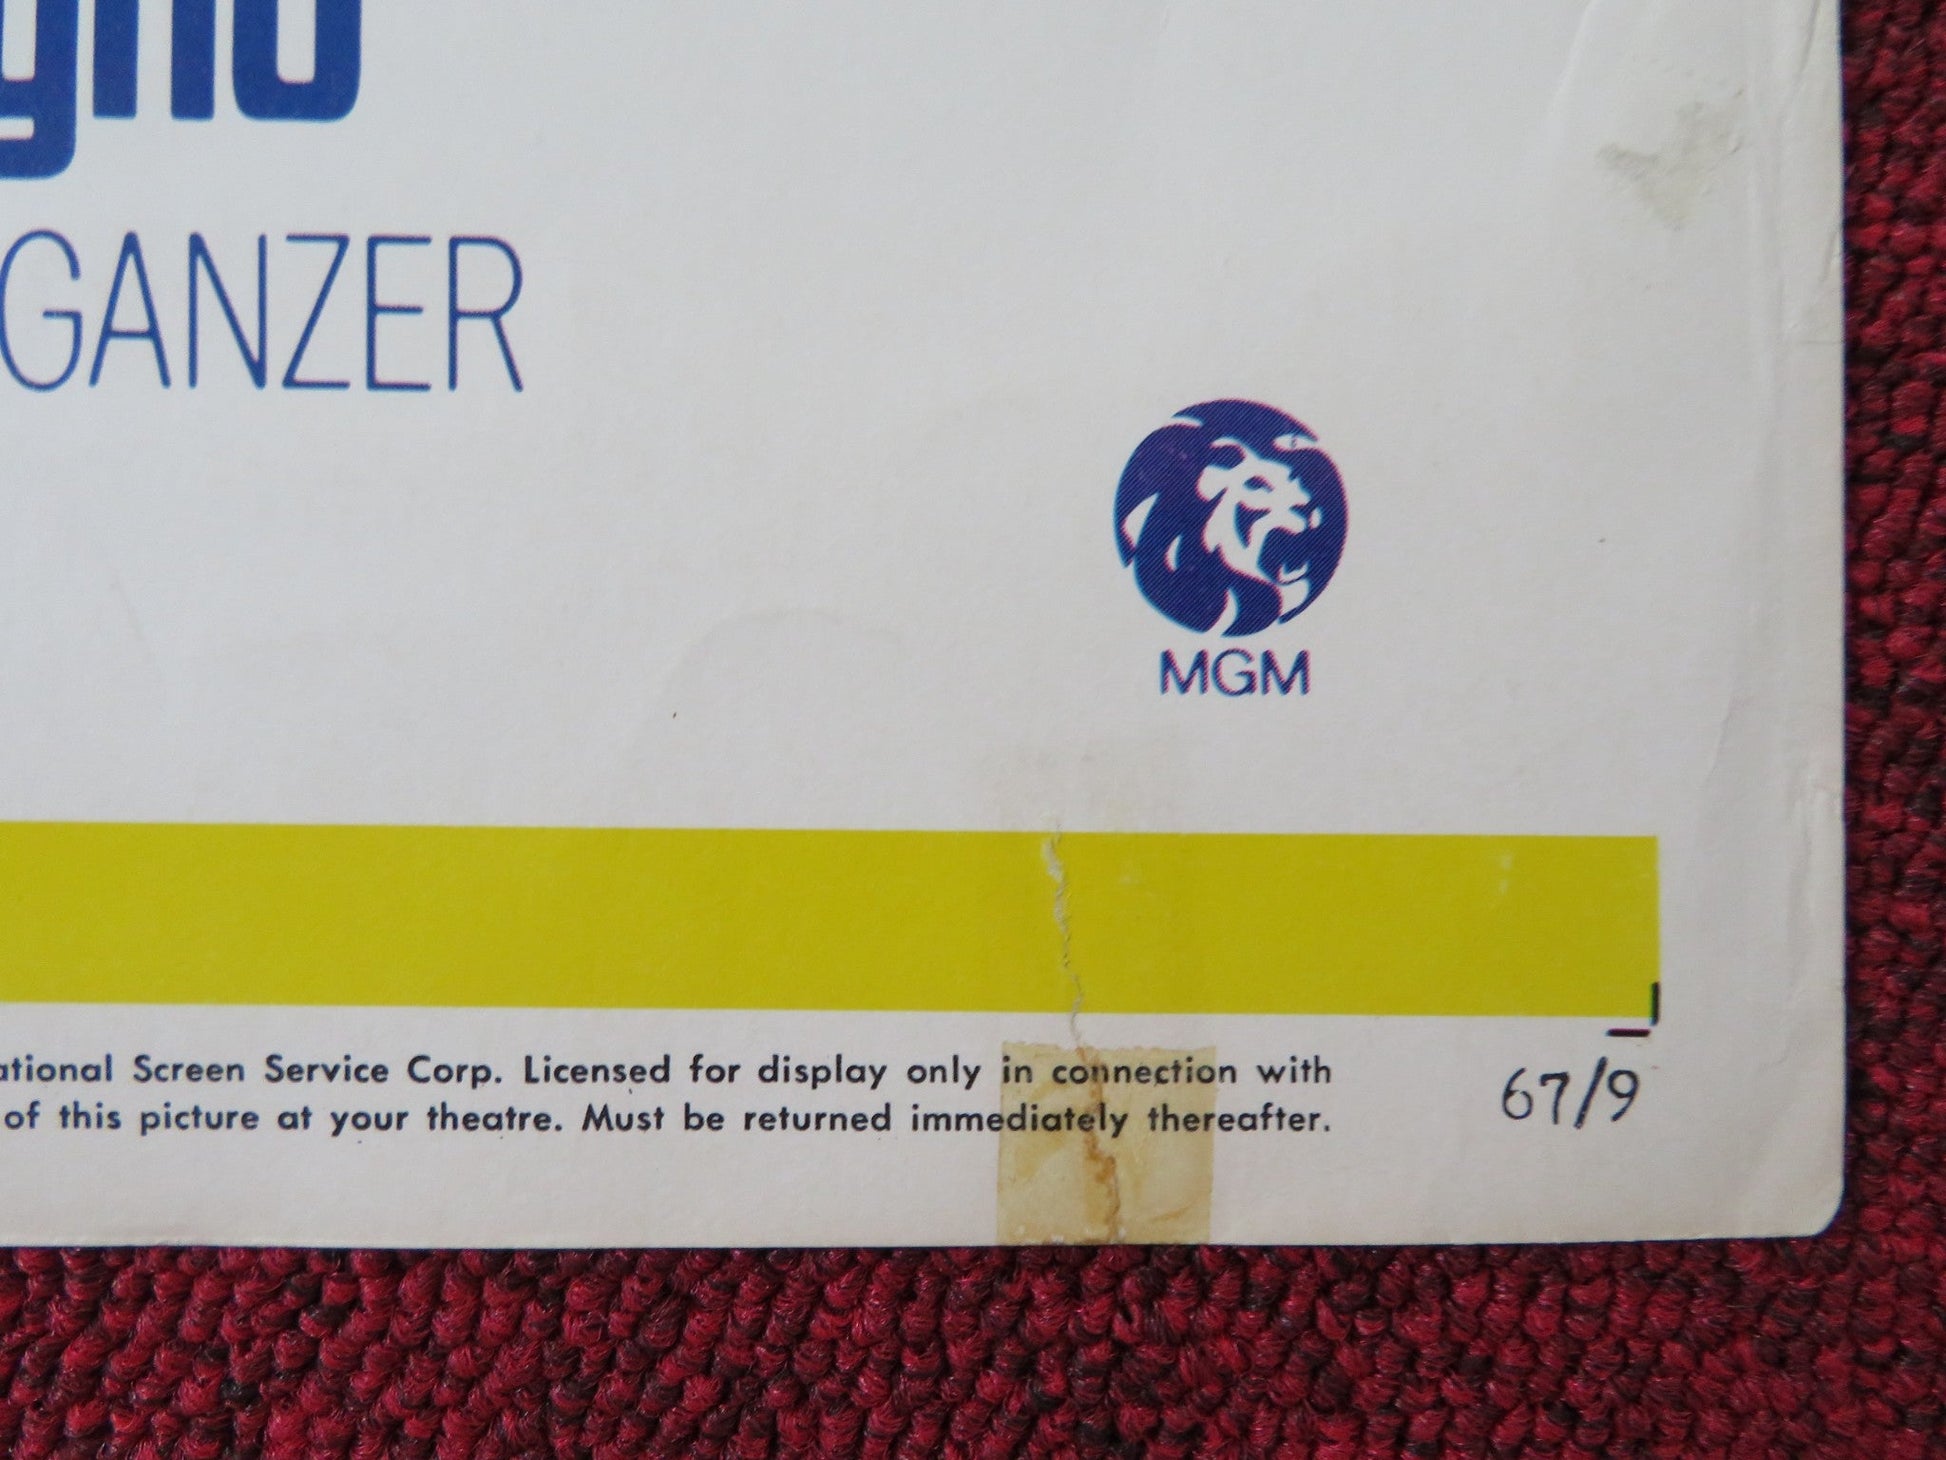 GANZER
MGM
ational Screen Service Corp. Licensed for display only in connection with
of this picture at your theatre. Must be returned immediately thereafter.
67/9